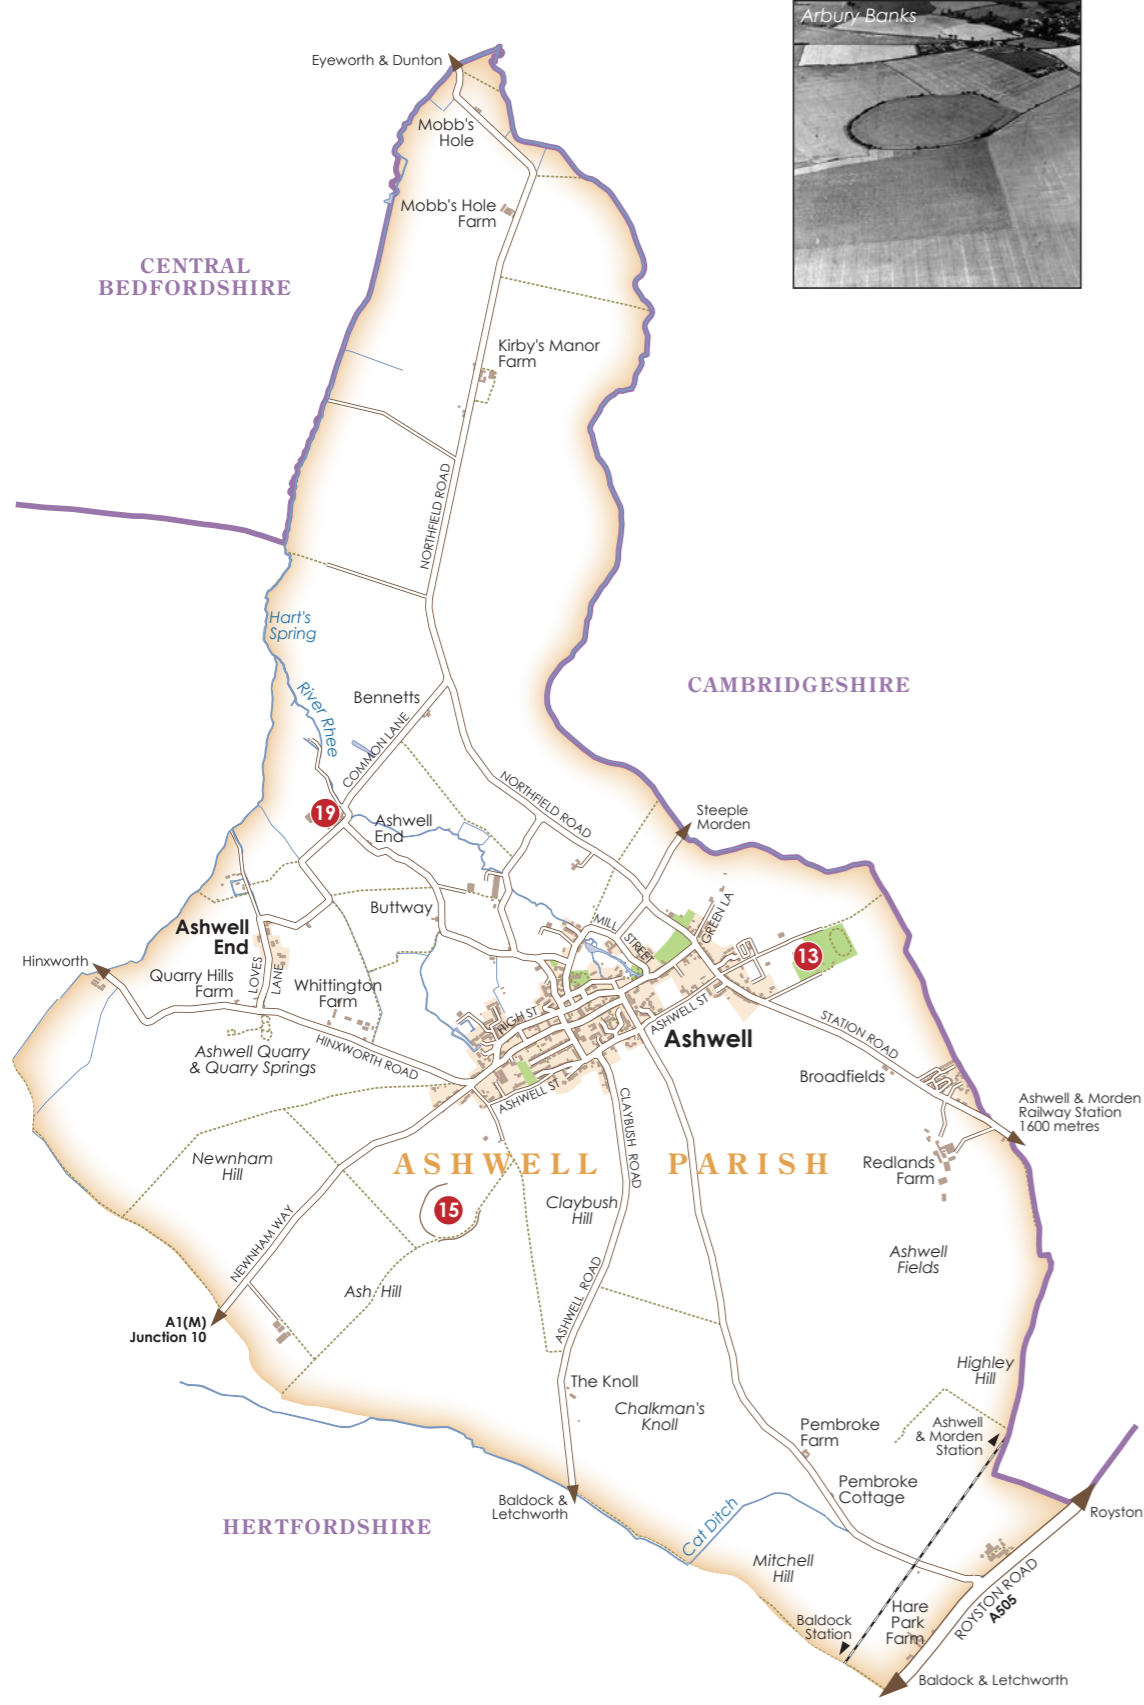 Arbury Banks
Eyeworth & Dunton
Mobb's
Hole
Mobb's Hole
Farm
CENTRAL
BEDFORDSHIRE
Kirby's Manor
Farm
NORTHFIELD ROAD
Hart's
Spring
River Rhee
Bennetts
COMMON LANE
CAMBRIDGESHIRE
NORTHFIELD ROAD
Steeple
Morden
19
Ashwell
End
Buttway
MILL
STREET
GREEN LA
13
Ashwell
End
Hinxworth
Quarry Hills
Farm
LOVES
LANE
Whittington
Farm
HIGH ST
ASHWELL ST
Ashwell
STATION ROAD
Ashwell Quarry
& Quarry Springs
HINXWORTH ROAD
Broadfields
ASHWELL ST
CLAYBUSH ROAD
Ashwell & Morden
Railway Station
1600 metres
Newnham
Hill
ASHWELL PARISH
Redlands
Farm
15
Claybush
Hill
NEWNHAM WAY
Ashwell
Fields
Ash Hill
ASHWELL ROAD
A1(M)
Junction 10
The Knoll
Chalkman's
Knoll
Highley
Hill
Ashwell
& Morden
Station
Pembroke
Farm
Pembroke
Cottage
Baldock &
Letchworth
Royston
HERTFORDSHIRE
Cat Ditch
Mitchell
Hill
Baldock
Station
Hare
Park
Farm
ROYSTON ROAD
A505
Baldock & Letchworth